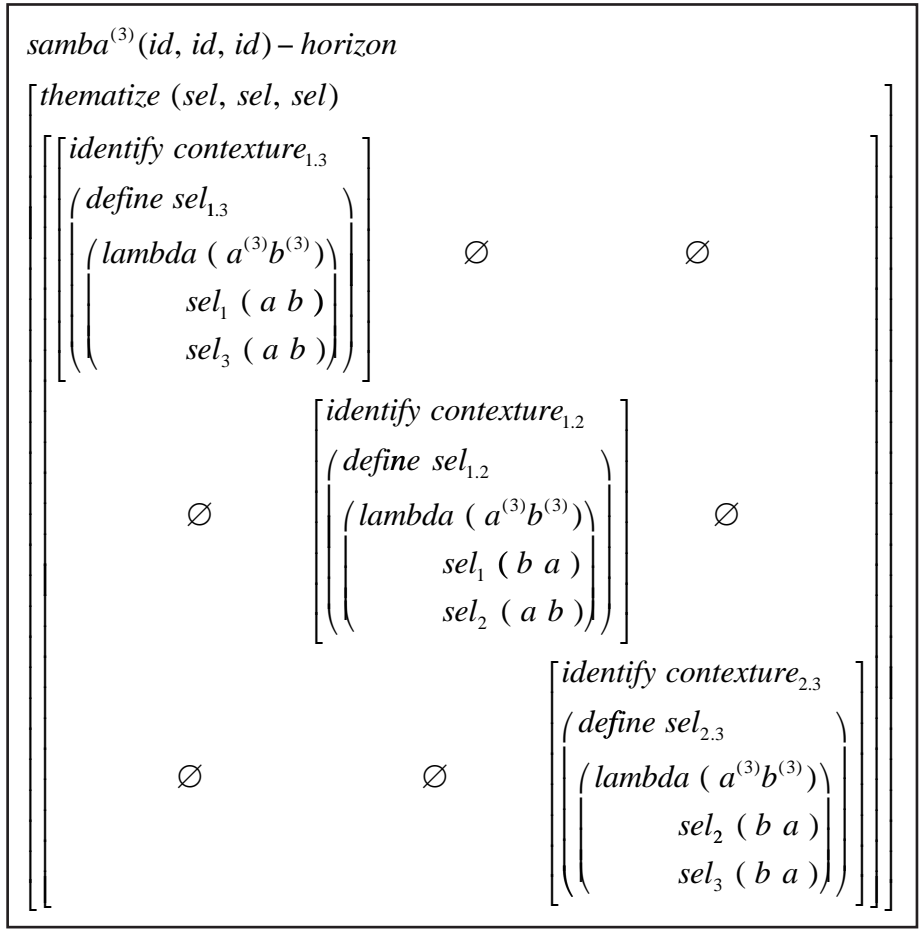 samba⁽³⁾(id, id, id) – horizon
thematize (sel, sel, sel)
identify contexture₁.₃
define sel₁.₃
lambda ( a⁽³⁾b⁽³⁾)
sel₁ ( a b )
sel₃ ( a b )
∅ ∅
identify contexture₁.₂
define sel₁.₂
lambda ( a⁽³⁾b⁽³⁾)
sel₁ ( b a )
sel₂ ( a b )
∅ ∅
identify contexture₂.₃
define sel₂.₃
lambda ( a⁽³⁾b⁽³⁾)
sel₂ ( b a )
sel₃ ( b a )
∅ ∅